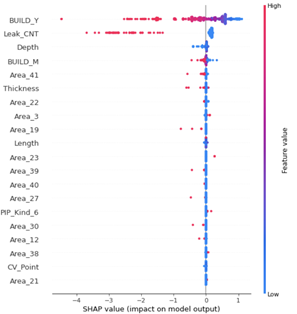 High
BUILD_Y
Leak_CNT
Depth
BUILD_M
Area_41
Thickness
Area_22
Area_3
Area_19
Length
Area_23
Area_39
Area_40
Area_27
PIP_Kind_6
Area_30
Area_12
Area_38
CV_Point
Area_21
Feature value
Low
−4 −3 −2 −1 0 1
SHAP value (impact on model output)